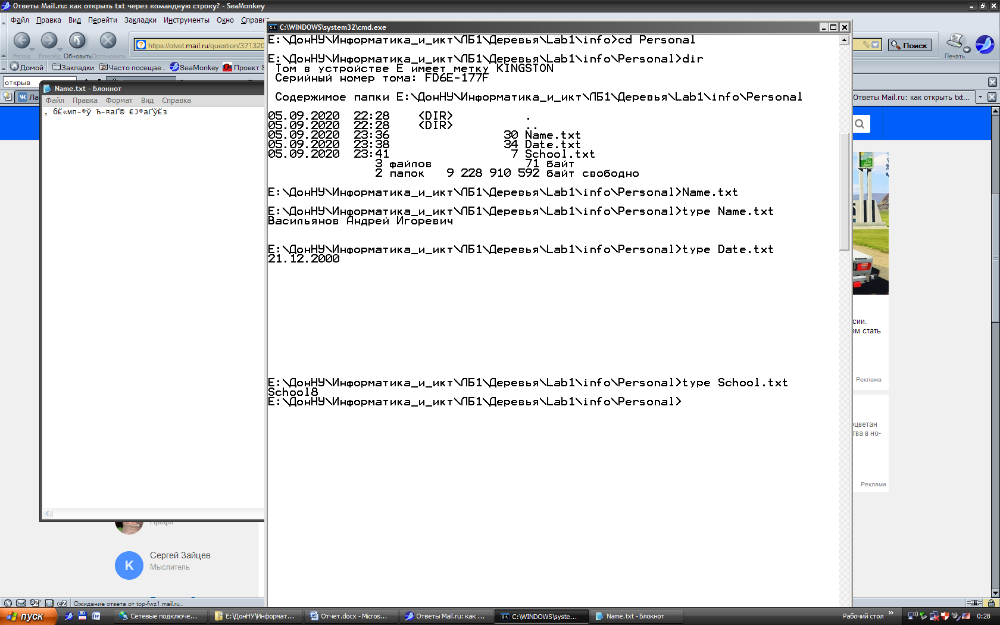 Ответы Mail.ru: как открыть txt через командную строку? - SeaMonkey
Файл Правка Вид Перейти Закладки Инструменты Окно Справка
Назад Вперёд Обновить Остановить
https://otvet.mail.ru/question/371320
Поиск
Печать
Домой Закладки Часто посещае... SeaMonkey Проект S
открыв
Ла
Ответы Mail.ru: как открыть txt...
Name.txt - Блокнот
Файл Правка Формат Вид Справка
C:\WINDOWS\system32\cmd.exe
E:\ДонНУ\Информатика_и_икт\ЛБ1\Деревья\Lab1\info>cd Personal
E:\ДонНУ\Информатика_и_икт\ЛБ1\Деревья\Lab1\info\Personal>dir
Том в устройстве E имеет метку KINGSTON
Серийный номер тома: FD6E-177F
Содержимое папки E:\ДонНУ\Информатика_и_икт\ЛБ1\Деревья\Lab1\info\Personal
05.09.2020 22:28 <DIR> .
05.09.2020 22:28 <DIR> ..
05.09.2020 23:36 30 Name.txt
05.09.2020 23:38 34 Date.txt
05.09.2020 23:41 7 School.txt
3 файлов 71 байт
2 папок 9 228 910 592 байт свободно
E:\ДонНУ\Информатика_и_икт\ЛБ1\Деревья\Lab1\info\Personal>Name.txt
E:\ДонНУ\Информатика_и_икт\ЛБ1\Деревья\Lab1\info\Personal>type Name.txt
Васильянов Андрей Игоревич
E:\ДонНУ\Информатика_и_икт\ЛБ1\Деревья\Lab1\info\Personal>type Date.txt
21.12.2000
E:\ДонНУ\Информатика_и_икт\ЛБ1\Деревья\Lab1\info\Personal>type School.txt
School8
E:\ДонНУ\Информатика_и_икт\ЛБ1\Деревья\Lab1\info\Personal>
сии.
ем стать
Реклама
оцветан
тва в но-
Реклама
Профи
K
Сергей Зайцев
Мыслитель
Ожидание ответа от top-fwz1.mail.ru...
пуск
Сетевые подключе...
E:\ДонНУ\Информат...
Отчет.docx - Micros...
Ответы Mail.ru: как ...
C:\WINDOWS\syste...
Name.txt - Блокнот
Рабочий стол
0:28